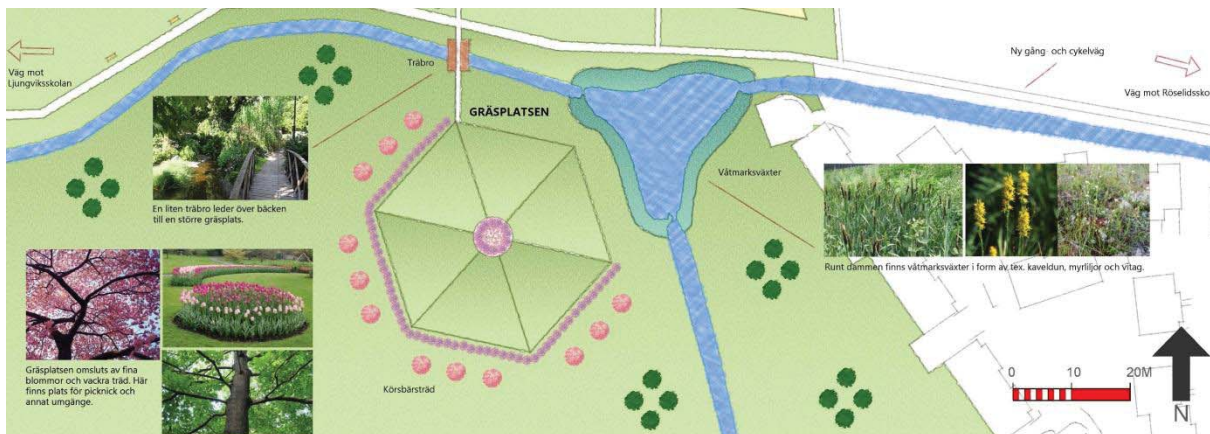 Väg mot
Ljungviksskolan
Träbro
Ny gång- och cykelväg
Väg mot Röselidssko
GRÄSPLATSEN
Våtmarksväxter
En liten träbro leder över bäcken
till en större gräsplats.
Runt dammen finns våtmarksväxter i form av tex. kaveldun, myrliljor och vitag.
Gräsplatsen omsluts av fina
blommor och vackra träd. Här
finns plats för picknick och
annat umgänge.
Körsbärsträd
0 10 20M
N